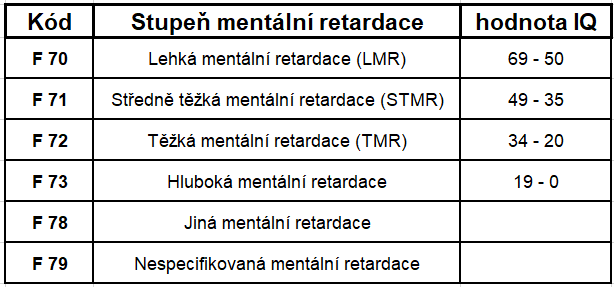 Kód Stupeň mentální retardace hodnota IQ
F 70 Lehká mentální retardace (LMR) 69 - 50
F 71 Středně těžká mentální retardace (STMR) 49 - 35
F 72 Těžká mentální retardace (TMR) 34 - 20
F 73 Hluboká mentální retardace 19 - 0
F 78 Jiná mentální retardace
F 79 Nespecifikovaná mentální retardace